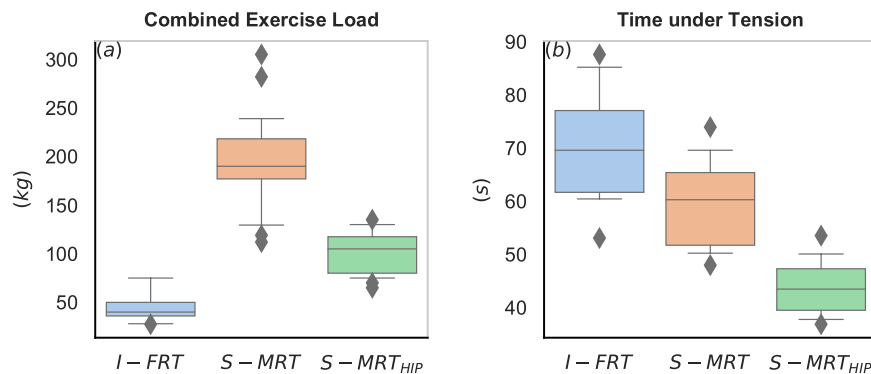 Combined Exercise Load
(a)
300
250
200
150
100
50
(kg)
I − FRT
S − MRT
S − MRT_HIP
Time under Tension
(b)
90
80
70
60
50
40
(s)
I − FRT
S − MRT
S − MRT_HIP